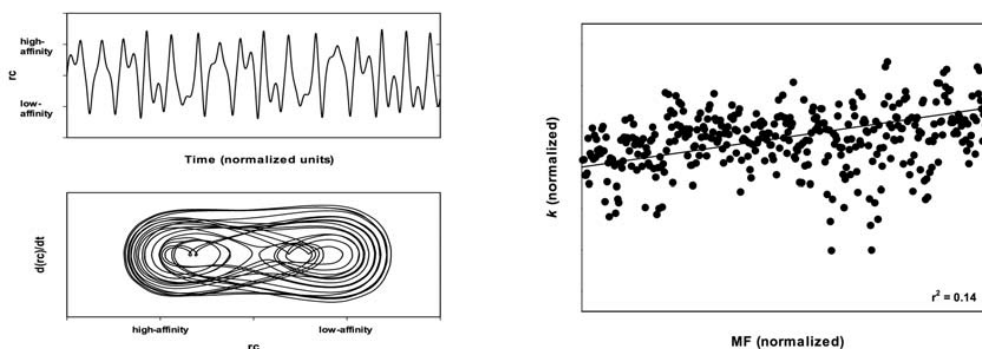 high-
affinity
rc
low-
affinity
Time (normalized units)
d(rc)/dt
high-affinity
low-affinity
rc
k (normalized)
r² = 0.14
MF (normalized)